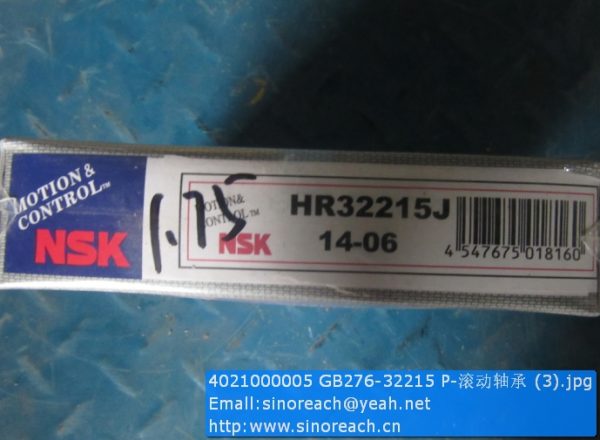 MOTION &
CONTROL™
NSK
1.75
MOTION&
CONTROL™
NSK
HR32215J
14-06
4 547675 018160
4021000005 GB276-32215 P-滚动轴承 (3).jpg
Email:sinoreach@yeah.net
http:www.sinoreach.cn